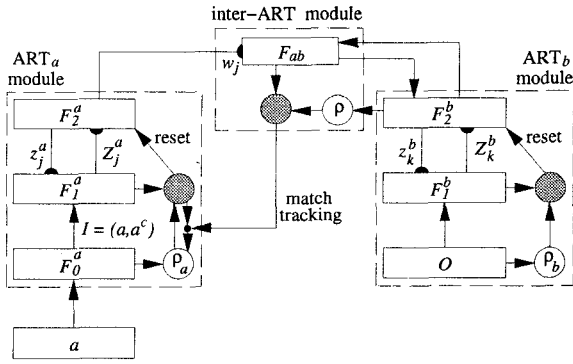 inter-ART module
F_ab
w_j
ρ
ART_a
module
F_2^a
z_j^a
Z_j^a
reset
F_1^a
I = (a,a^c)
F_0^a
ρ_a
a
match
tracking
ART_b
module
F_2^b
z_k^b
Z_k^b
reset
F_1^b
O
ρ_b